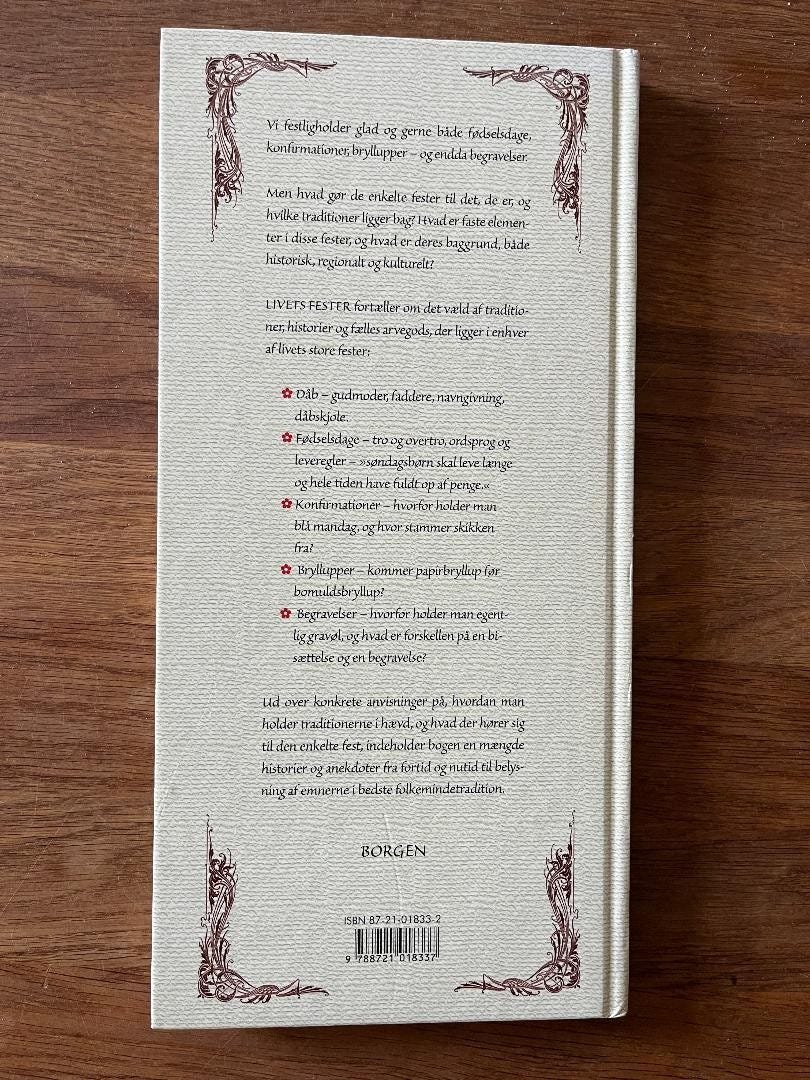 Vi festligholder glad og gerne både fødselsdage,
konfirmationer, bryllupper – og endda begravelser.
Men hvad gør de enkelte fester til det, de er, og
hvilke traditioner ligger bag? Hvad er faste elemen-
ter i disse fester, og hvad er deres baggrund, både
historisk, regionalt og kulturelt?
LIVETS FESTER fortæller om det væld af traditio-
ner, historier og fælles arvegods, der ligger i enhver
af livets store fester:
✿ Dåb – gudmoder, faddere, navngivning,
dåbskjole.
✿ Fødselsdage – tro og overtro, ordsprog og
leveregler – »søndagsbørn skal leve længe
og hele tiden have fuldt op af penge.«
✿ Konfirmationer – hvorfor holder man
blå mandag, og hvor stammer skikken
fra?
✿ Bryllupper – kommer papirbryllup før
bomuldsbryllup?
✿ Begravelser – hvorfor holder man egent-
lig gravøl, og hvad er forskellen på en bi-
sættelse og en begravelse?
Ud over konkrete anvisninger på, hvordan man
holder traditionerne i hævd, og hvad der hører sig
til den enkelte fest, indeholder bogen en mængde
historier og anekdoter fra fortid og nutid til belys-
ning af emnerne i bedste folkemindetradition.
BORGEN
ISBN 87-21-01833-2
9 788721 018337